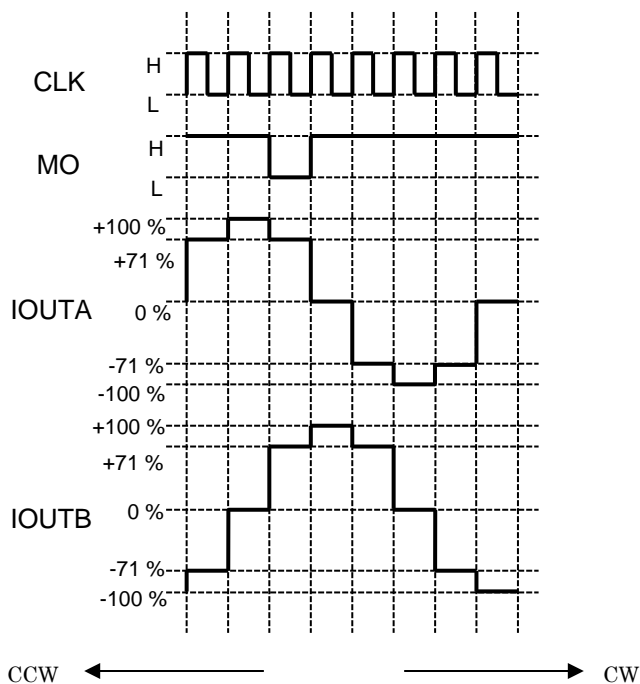 CLK
H
L
MO
H
L
IOUTA
+100 %
+71 %
0 %
-71 %
-100 %
IOUTB
+100 %
+71 %
0 %
-71 %
-100 %
CCW
CW